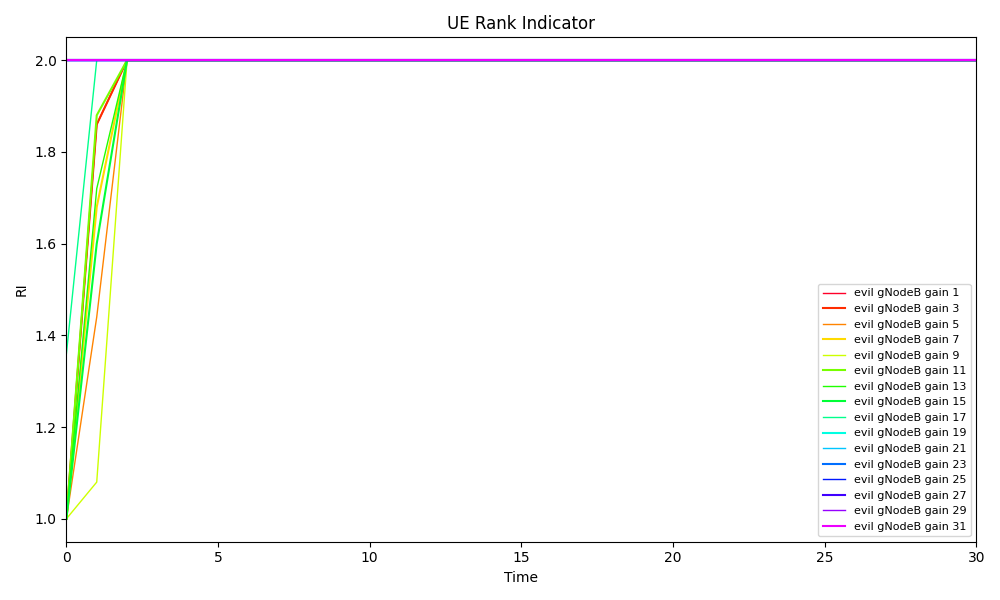 UE Rank Indicator
RI
2.0
1.8
1.6
1.4
1.2
1.0
evil gNodeB gain 1
evil gNodeB gain 3
evil gNodeB gain 5
evil gNodeB gain 7
evil gNodeB gain 9
evil gNodeB gain 11
evil gNodeB gain 13
evil gNodeB gain 15
evil gNodeB gain 17
evil gNodeB gain 19
evil gNodeB gain 21
evil gNodeB gain 23
evil gNodeB gain 25
evil gNodeB gain 27
evil gNodeB gain 29
evil gNodeB gain 31
0 5 10 15 20 25 30
Time